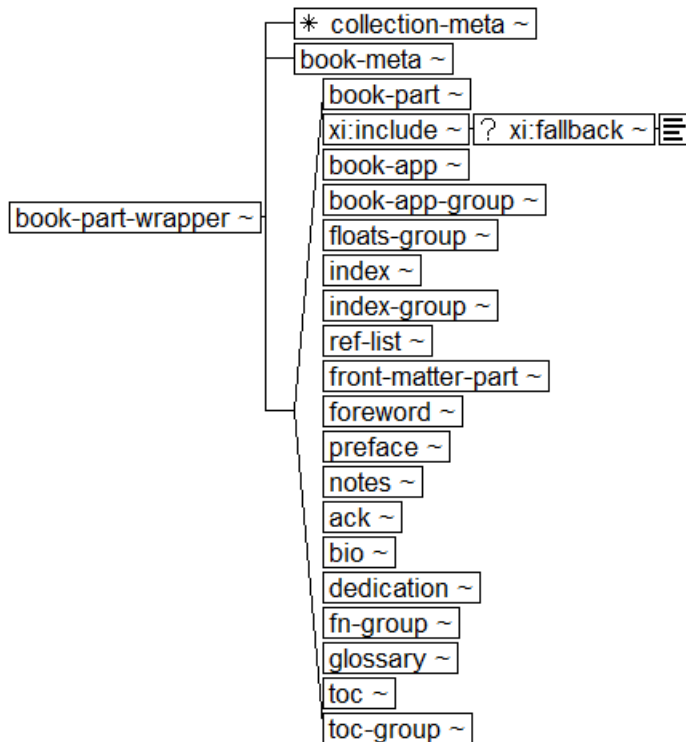 * collection-meta ~
book-meta ~
book-part ~
xi:include ~ ? xi:fallback ~
book-app ~
book-app-group ~
book-part-wrapper ~
floats-group ~
index ~
index-group ~
ref-list ~
front-matter-part ~
foreword ~
preface ~
notes ~
ack ~
bio ~
dedication ~
fn-group ~
glossary ~
toc ~
toc-group ~